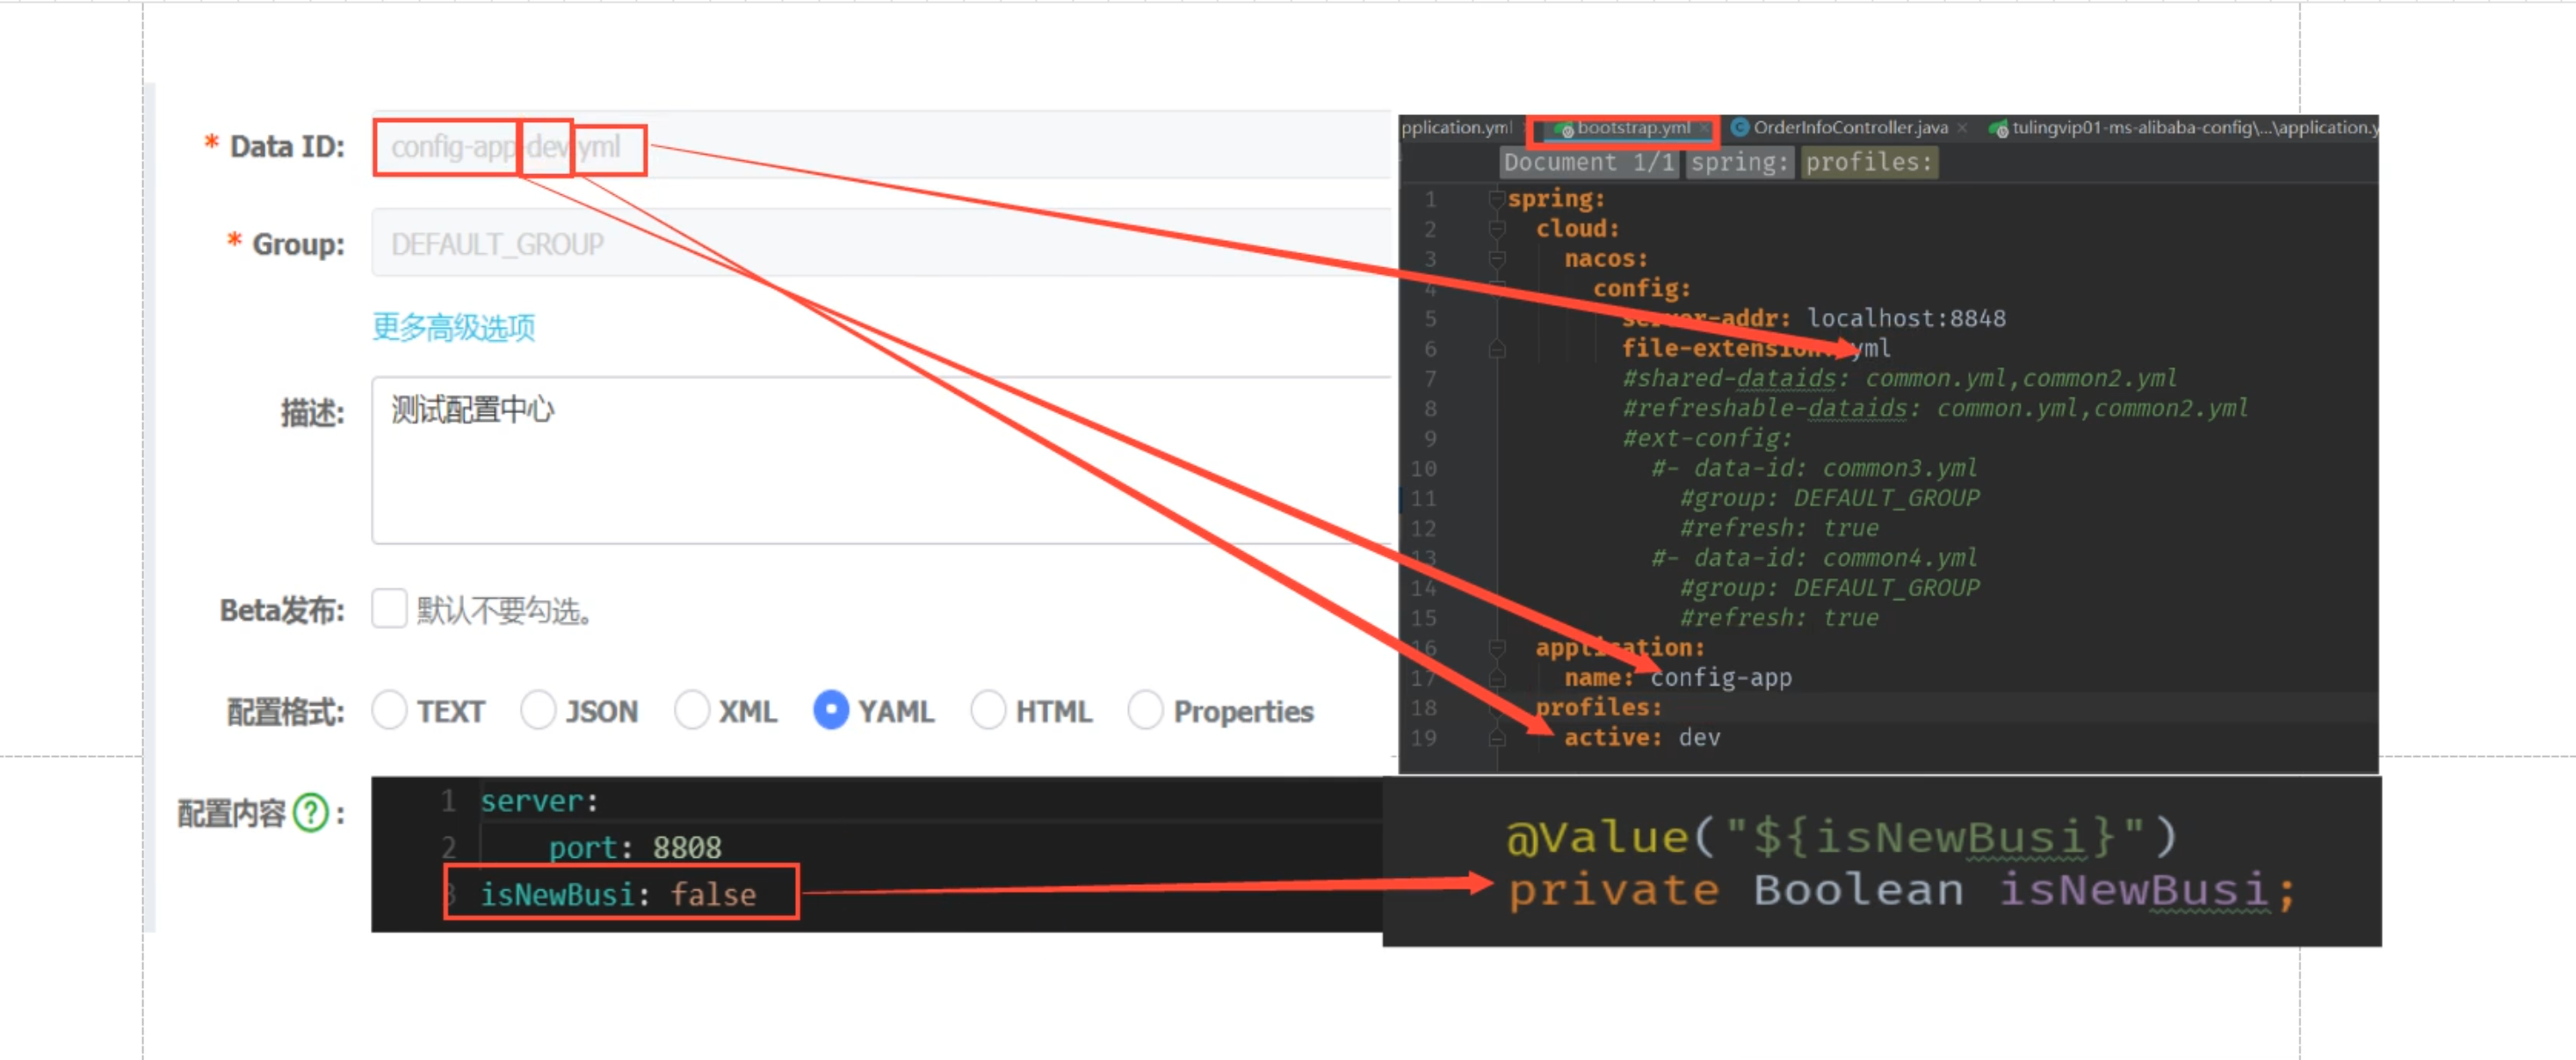 * Data ID: config-app-dev.yml
* Group: DEFAULT_GROUP
更多高级选项
描述: 测试配置中心
Beta发布: 默认不要勾选。
配置格式: TEXT JSON XML YAML HTML Properties
配置内容 ? :
1 server:
2 port: 8808
3 isNewBusi: false
pplication.yml bootstrap.yml OrderInfoController.java tulingvip01-ms-alibaba-config\...\application.y
Document 1/1 spring: profiles:
1 spring:
2 cloud:
3 nacos:
4 config:
5 server-addr: localhost:8848
6 file-extension: yml
7 #shared-dataids: common.yml,common2.yml
8 #refreshable-dataids: common.yml,common2.yml
9 #ext-config:
10 #- data-id: common3.yml
11 #group: DEFAULT_GROUP
12 #refresh: true
13 #- data-id: common4.yml
14 #group: DEFAULT_GROUP
15 #refresh: true
16 application:
17 name: config-app
18 profiles:
19 active: dev
@Value("${isNewBusi}")
private Boolean isNewBusi;